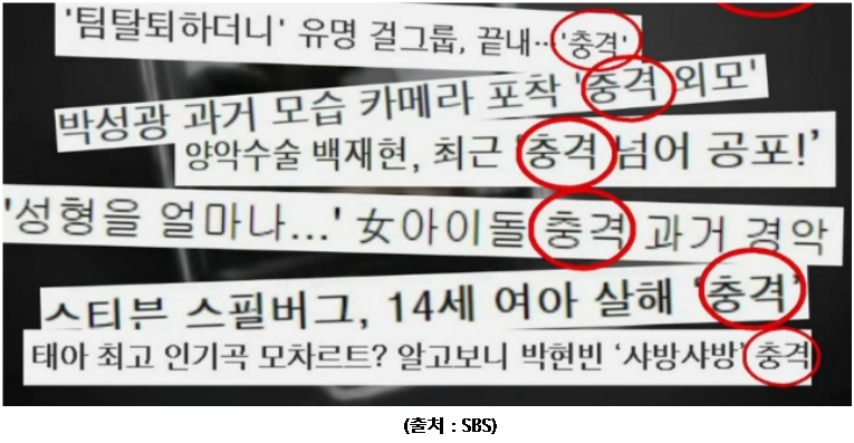 '팀탈퇴하더니' 유명 걸그룹, 끝내…'충격'
박성광 과거 모습 카메라 포착 '충격 외모'
양악수술 백재현, 최근 '충격 넘어 공포!'
'성형을 얼마나...' 女아이돌 충격 과거 경악
스티븐 스필버그, 14세 여아 살해 '충격'
태아 최고 인기곡 모차르트? 알고보니 박현빈 '샤방샤방' 충격
(출처 : SBS)